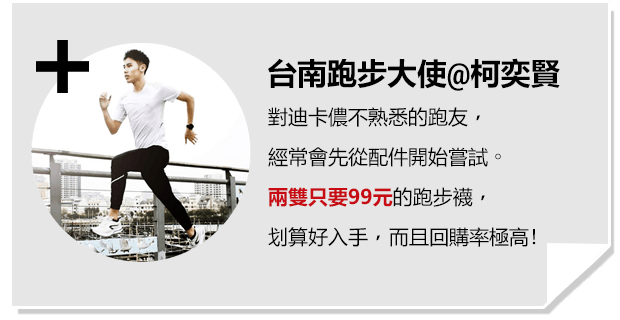 台南跑步大使@柯奕賢
對迪卡儂不熟悉的跑友，
經常會先從配件開始嘗試。
兩雙只要99元的跑步襪，
划算好入手，而且回購率極高！